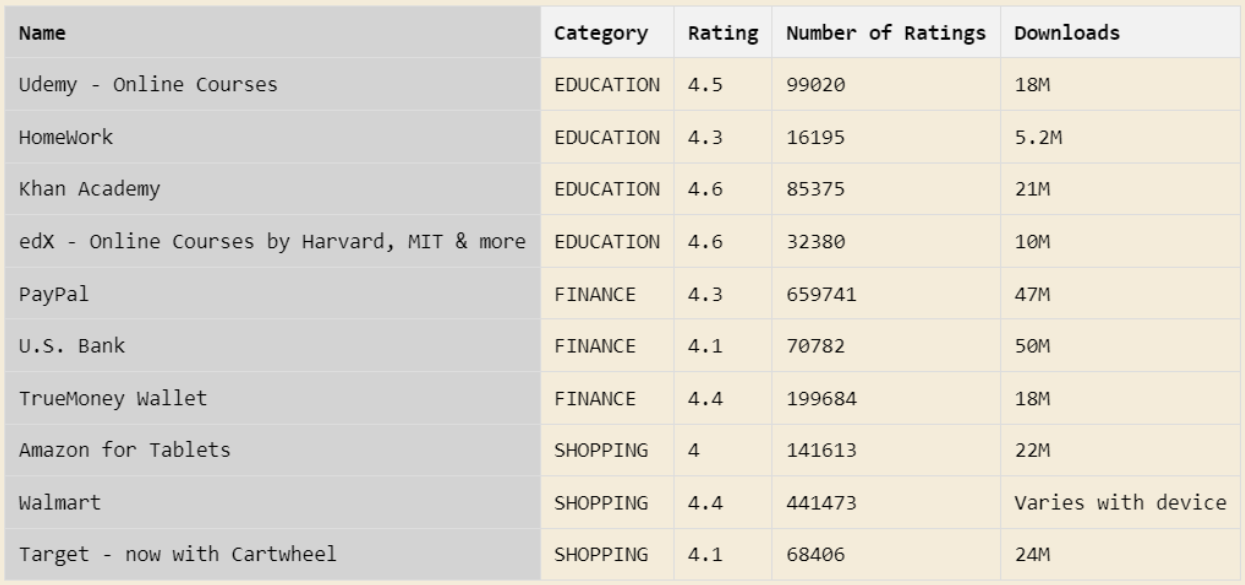 Name Category Rating Number of Ratings Downloads
Udemy - Online Courses EDUCATION 4.5 99020 18M
HomeWork EDUCATION 4.3 16195 5.2M
Khan Academy EDUCATION 4.6 85375 21M
edX - Online Courses by Harvard, MIT & more EDUCATION 4.6 32380 10M
PayPal FINANCE 4.3 659741 47M
U.S. Bank FINANCE 4.1 70782 50M
TrueMoney Wallet FINANCE 4.4 199684 18M
Amazon for Tablets SHOPPING 4 141613 22M
Walmart SHOPPING 4.4 441473 Varies with device
Target - now with Cartwheel SHOPPING 4.1 68406 24M